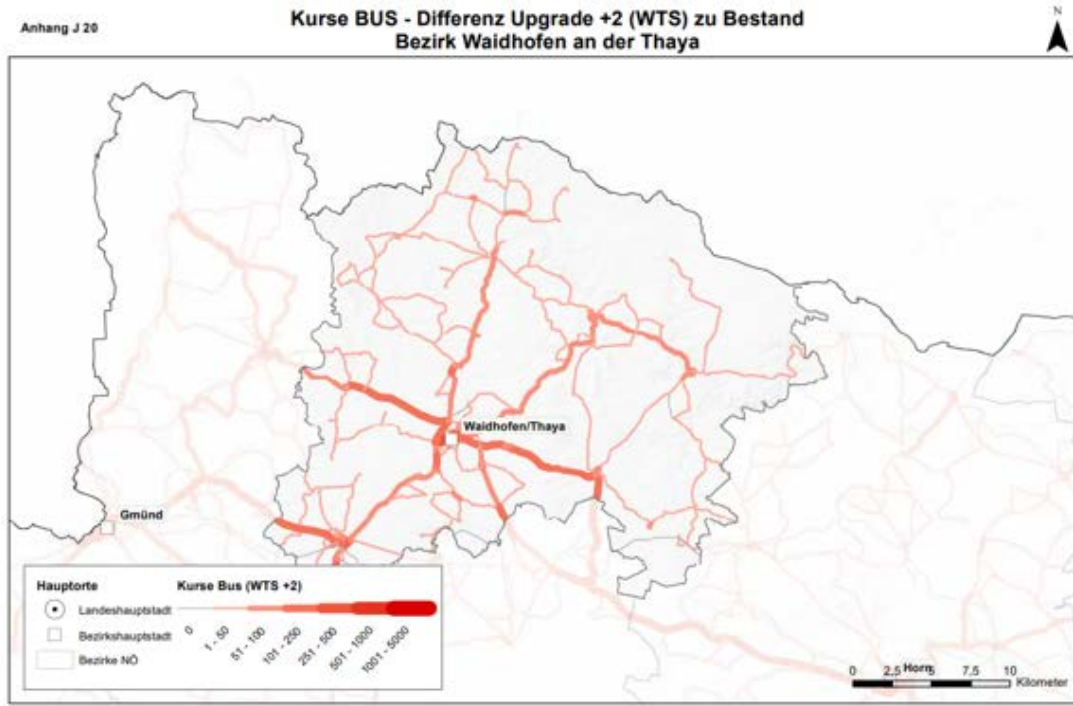 Anhang J 20
Kurse BUS - Differenz Upgrade +2 (WTS) zu Bestand
Bezirk Waidhofen an der Thaya
N
Waidhofen/Thaya
Gmünd
Hauptorte
Landeshauptstadt
Bezirkshauptstadt
Bezirke NÖ
Kurse Bus (WTS +2)
0
1 - 50
51 - 100
101 - 250
251 - 500
501 - 1000
1001 - 5000
Horn
0 2,5 5 7,5 10
Kilometer